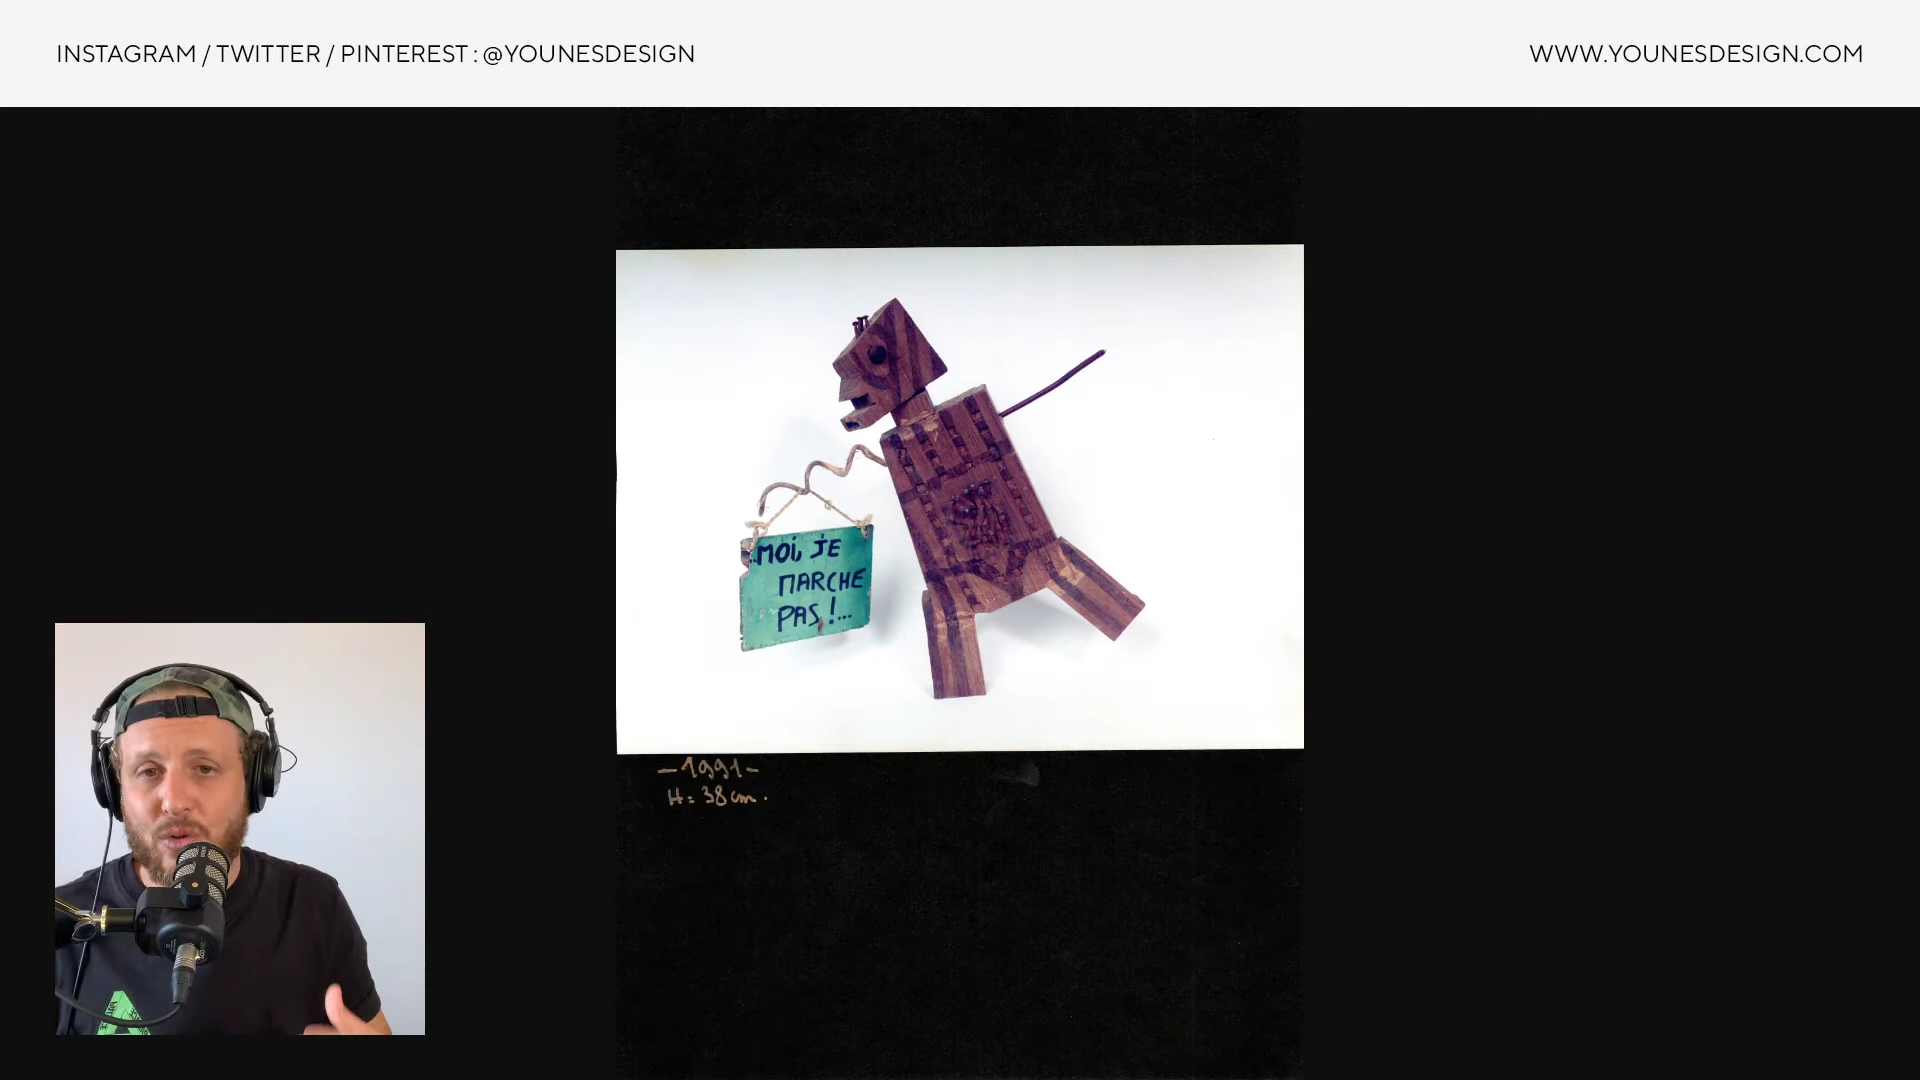 INSTAGRAM / TWITTER / PINTEREST : @YOUNESDESIGN
WWW.YOUNESDESIGN.COM
MOI, JE
MARCHE
PAS !...
-1991-
H = 38 cm.